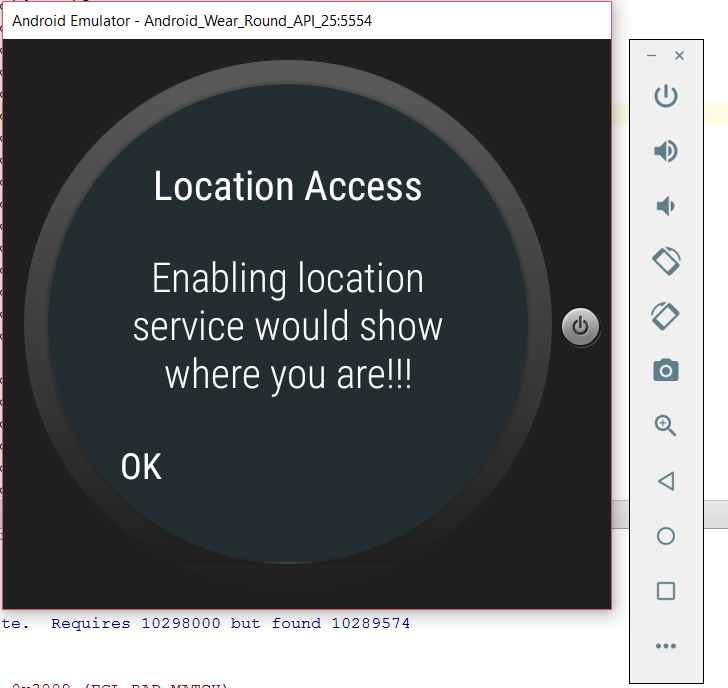 Android Emulator - Android_Wear_Round_API_25:5554
Location Access
Enabling location
service would show
where you are!!!
OK
te.  Requires 10298000 but found 10289574
0x3009 (EGL_BAD_MATCH)